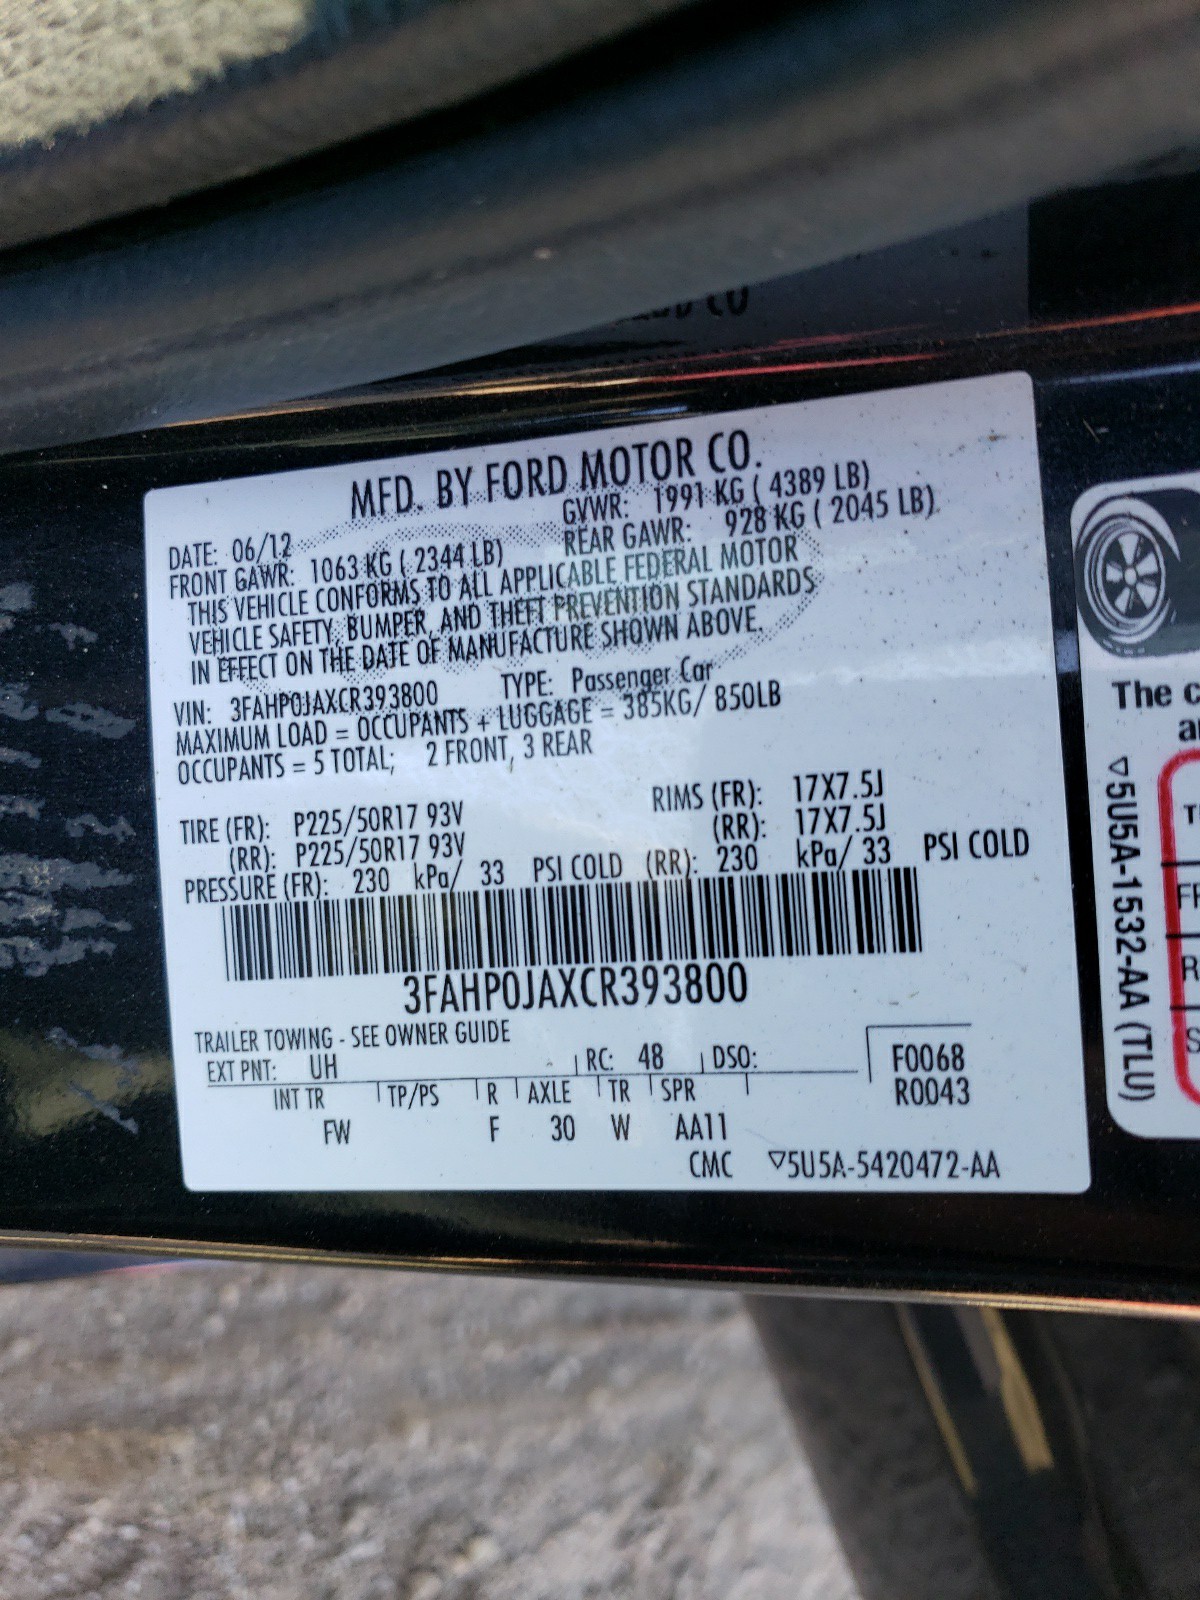 MFD. BY FORD MOTOR CO.
DATE: 06/12 GVWR: 1991 KG ( 4389 LB)
FRONT GAWR: 1063 KG ( 2344 LB) REAR GAWR: 928 KG ( 2045 LB)
THIS VEHICLE CONFORMS TO ALL APPLICABLE FEDERAL MOTOR
VEHICLE SAFETY, BUMPER, AND THEFT PREVENTION STANDARDS
IN EFFECT ON THE DATE OF MANUFACTURE SHOWN ABOVE.
VIN: 3FAHP0JAXCR393800 TYPE: Passenger Car
MAXIMUM LOAD = OCCUPANTS + LUGGAGE = 385KG/ 850LB
OCCUPANTS = 5 TOTAL; 2 FRONT, 3 REAR
TIRE (FR): P225/50R17 93V RIMS (FR): 17X7.5J
(RR): P225/50R17 93V (RR): 17X7.5J
PRESSURE (FR): 230 kPa/ 33 PSI COLD (RR): 230 kPa/ 33 PSI COLD
3FAHP0JAXCR393800
TRAILER TOWING - SEE OWNER GUIDE
EXT PNT: UH RC: 48 DSO: F0068
INT TR TP/PS R AXLE TR SPR R0043
FW F 30 W AA11
CMC ▽5U5A-5420472-AA
The c
a
▽5U5A-1532-AA (TLU)
T
F
R
S
CO